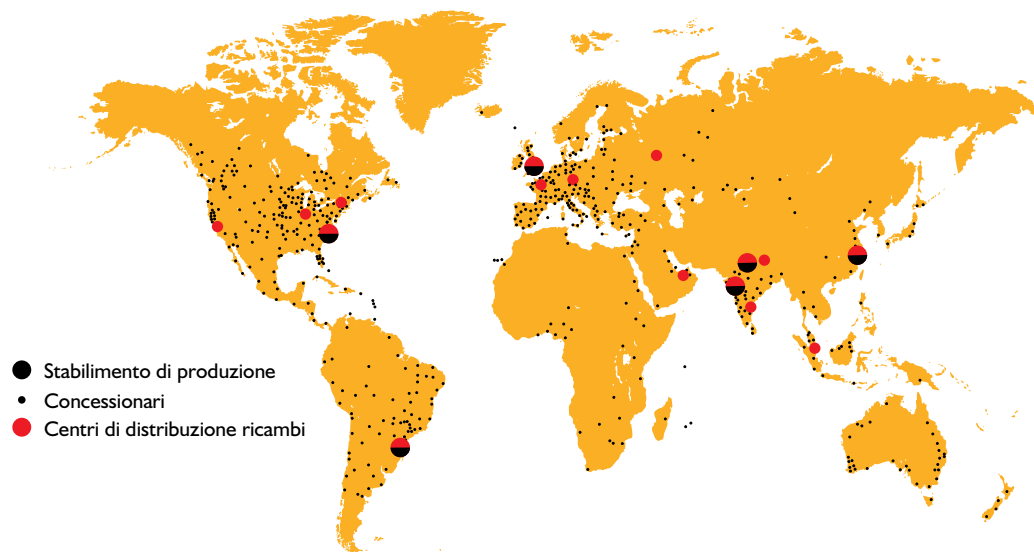 Stabilimento di produzione
Concessionari
Centri di distribuzione ricambi